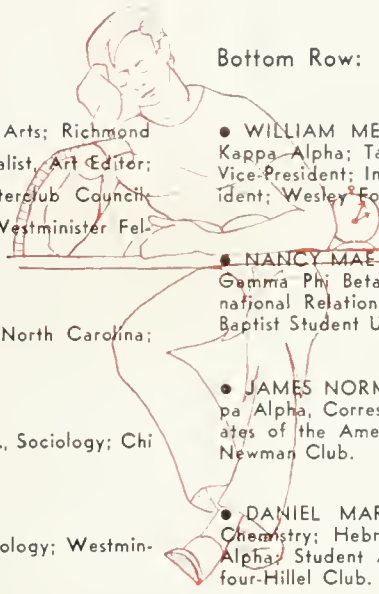 Arts; Richmond
alist, Art Editor;
terclub Council;
Westminister Fel-
North Carolina;
., Sociology; Chi
ology; Westmin-
Bottom Row:
• WILLIAM ME
Kappa Alpha; Ta
Vice-President; In
ident; Wesley Fo
• NANCY MAE
Gamma Phi Beta
national Relation
Baptist Student U
• JAMES NORM
pa Alpha, Corres
ates of the Ame
Newman Club.
• DANIEL MAR
Chemistry; Hebr
Alpha; Student A
four-Hillel Club.